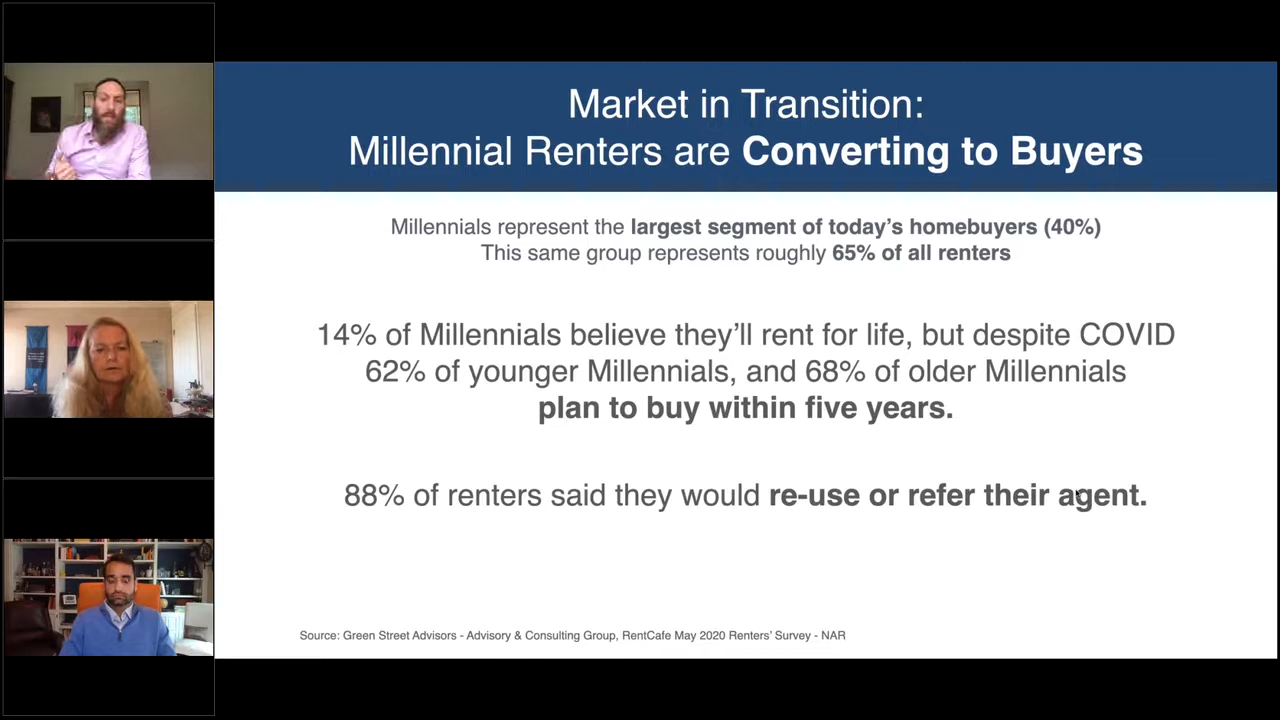 Market in Transition:
Millennial Renters are Converting to Buyers
Millennials represent the largest segment of today's homebuyers (40%)
This same group represents roughly 65% of all renters
14% of Millennials believe they'll rent for life, but despite COVID
62% of younger Millennials, and 68% of older Millennials
plan to buy within five years.
88% of renters said they would re-use or refer their agent.
Source: Green Street Advisors - Advisory & Consulting Group, RentCafe May 2020 Renters' Survey - NAR